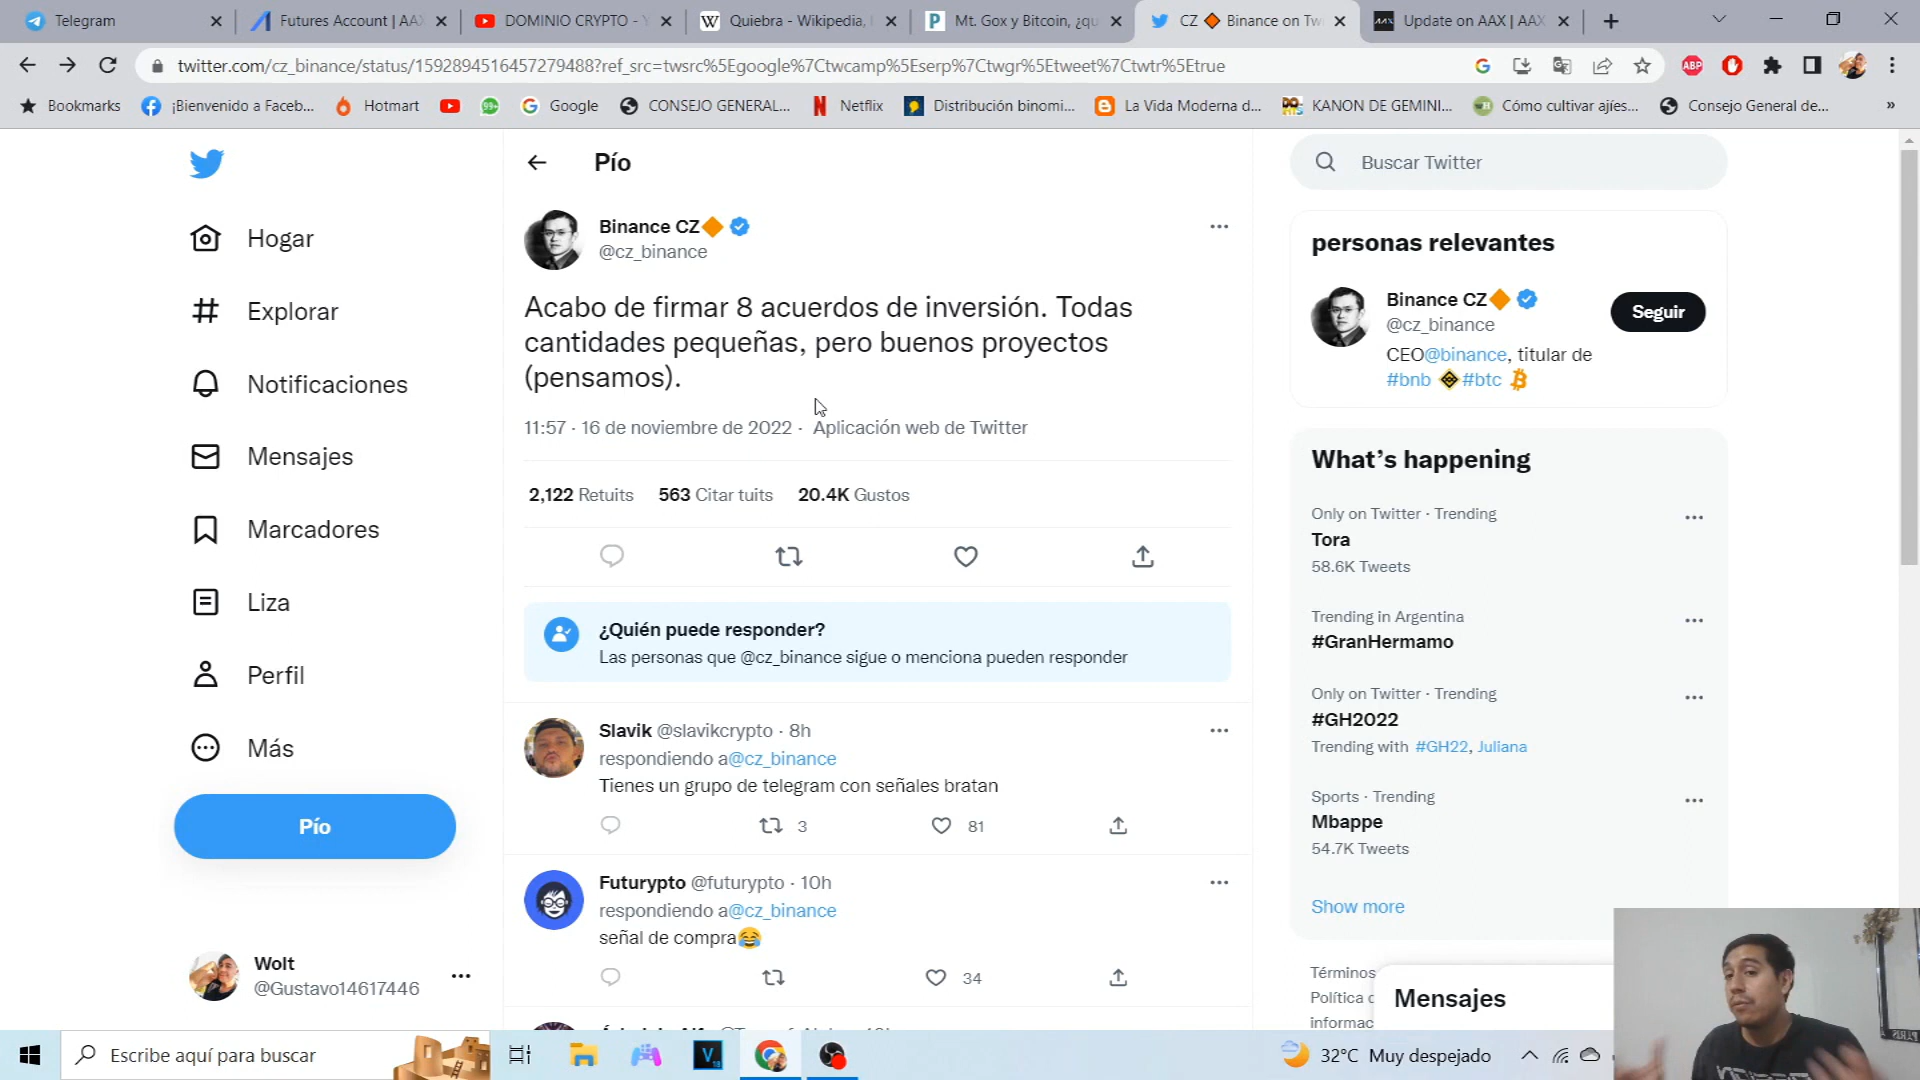 Telegram
Futures Account | AAX
DOMINIO CRYPTO - Y
Quiebra - Wikipedia, l
Mt. Gox y Bitcoin, ¿qu
CZ 🔶 Binance on Tw
Update on AAX | AAX
twitter.com/cz_binance/status/1592894516457279488?ref_src=twsrc%5Egoogle%7Ctwcamp%5Eserp%7Ctwgr%5Etweet%7Ctwtr%5Etrue
Bookmarks
¡Bienvenido a Faceb...
Hotmart
99+
Google
CONSEJO GENERAL...
Netflix
Distribución binomi...
La Vida Moderna d...
KANON DE GEMINI...
Cómo cultivar ajíes...
Consejo General de...
»
Hogar
Explorar
Notificaciones
Mensajes
Marcadores
Liza
Perfil
Más
Pío
Wolt
@Gustavo14617446
Pío
Binance CZ🔶
@cz_binance
Acabo de firmar 8 acuerdos de inversión. Todas
cantidades pequeñas, pero buenos proyectos
(pensamos).
11:57 · 16 de noviembre de 2022 · Aplicación web de Twitter
2,122 Retuits 563 Citar tuits 20.4K Gustos
¿Quién puede responder?
Las personas que @cz_binance sigue o menciona pueden responder
Slavik @slavikcrypto · 8h
respondiendo a@cz_binance
Tienes un grupo de telegram con señales bratan
3
81
Futurypto @futurypto · 10h
respondiendo a@cz_binance
señal de compra😂
34
Buscar Twitter
personas relevantes
Binance CZ🔶
@cz_binance
Seguir
CEO@binance, titular de
#bnb #btc
What's happening
Only on Twitter · Trending
Tora
58.6K Tweets
Trending in Argentina
#GranHermamo
Only on Twitter · Trending
#GH2022
Trending with #GH22, Juliana
Sports · Trending
Mbappe
54.7K Tweets
Show more
Términos
Política
informac
Mensajes
Escribe aquí para buscar
32°C Muy despejado